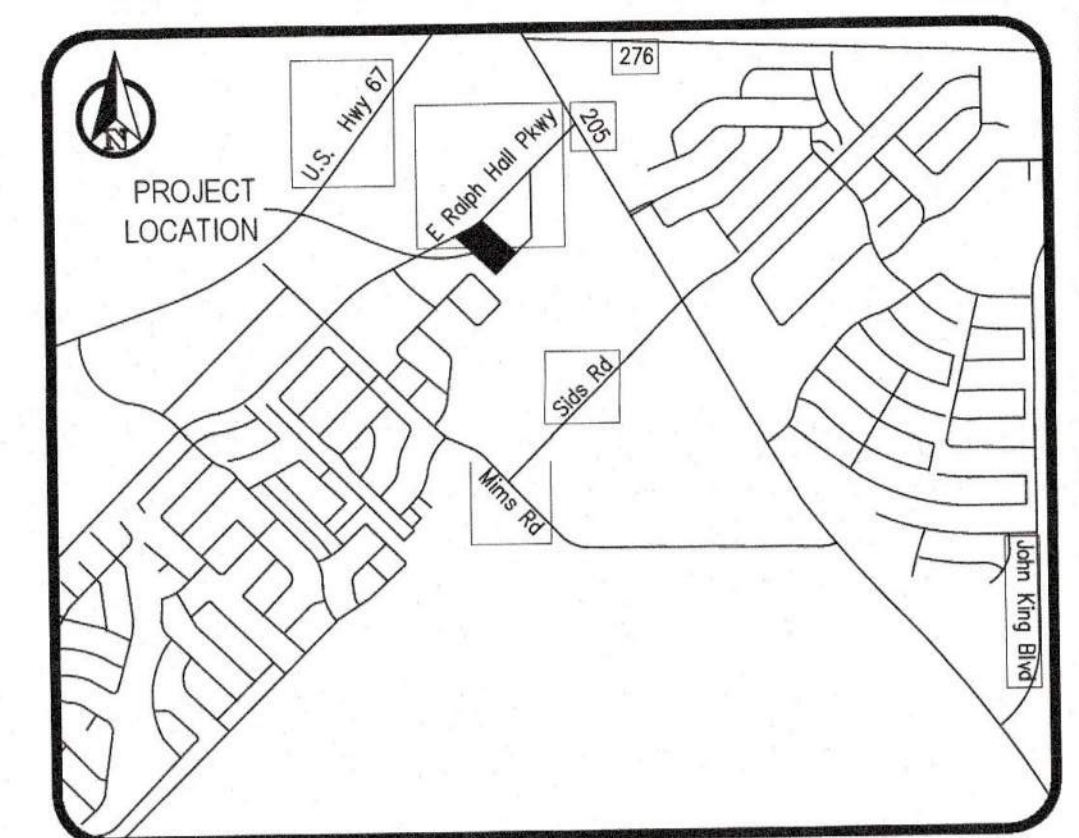 276
U.S. Hwy 67
E Ralph Hall Pkwy
205
N
PROJECT
LOCATION
Sids Rd
Mims Rd
John King Blvd